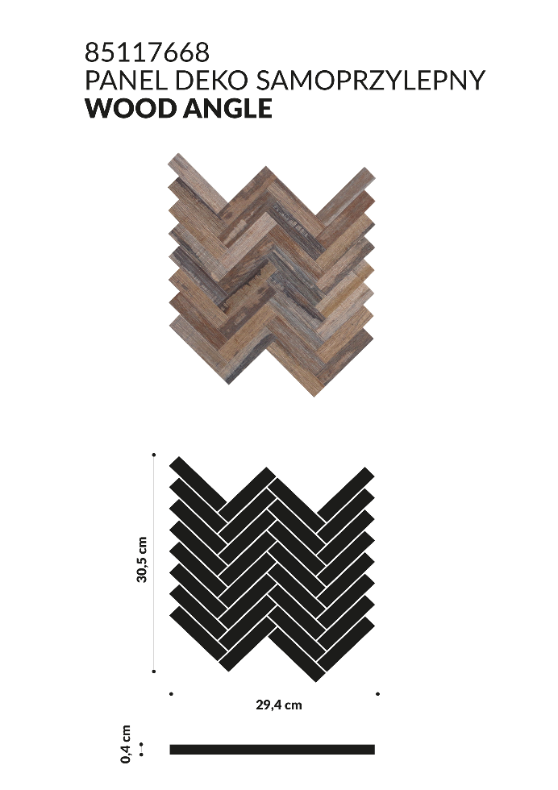 85117668
PANEL DEKO SAMOPRZYLEPNY
WOOD ANGLE
30,5 cm
29,4 cm
0,4 cm